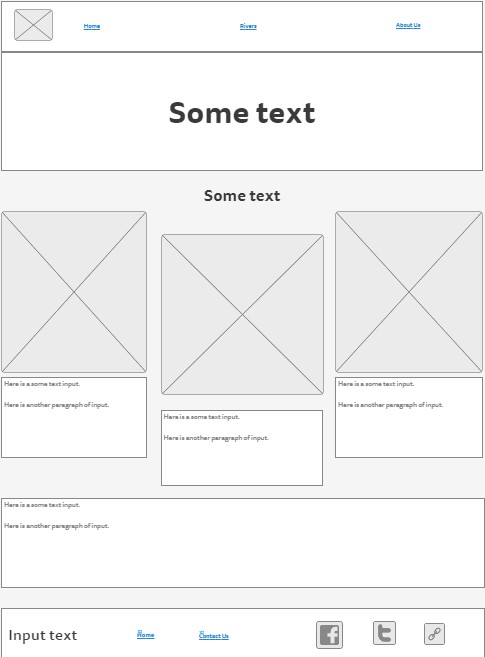 Home Rivers About Us
Some text
Some text
Here is a some text input.
Here is another paragraph of input.
Here is a some text input.
Here is another paragraph of input.
Here is a some text input.
Here is another paragraph of input.
Here is a some text input.
Here is another paragraph of input.
Input text Home Contact Us